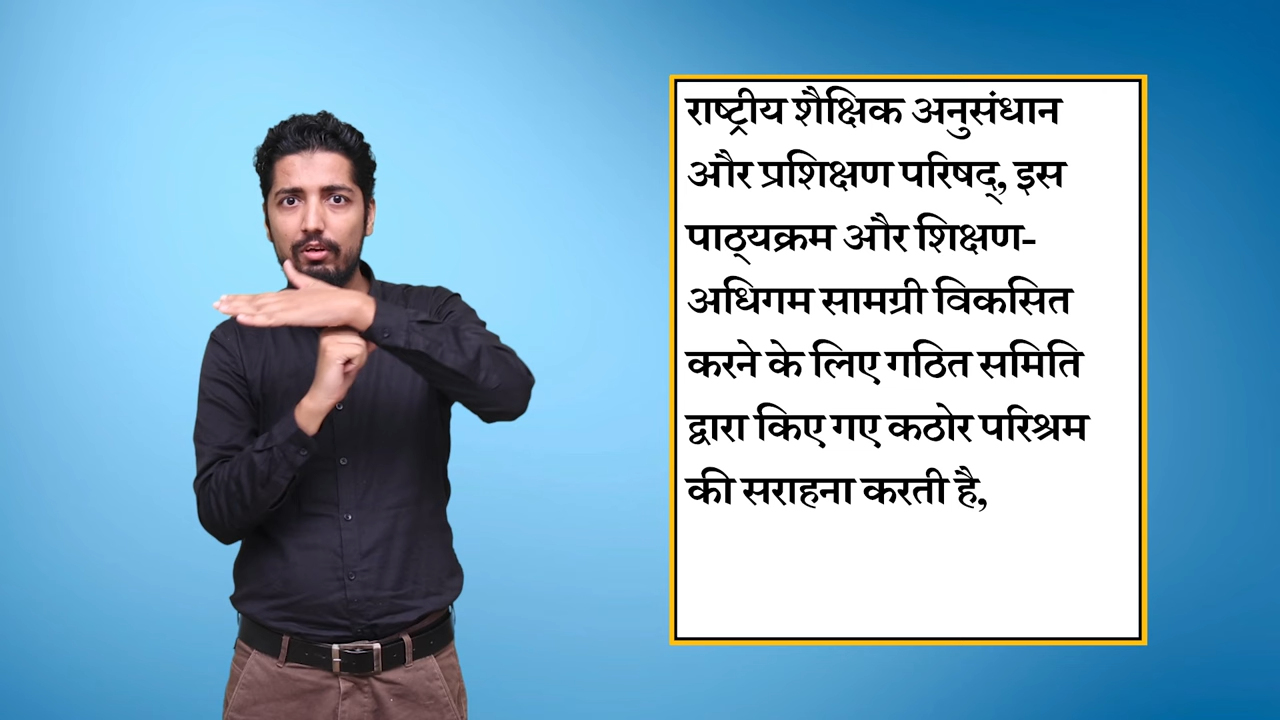 राष्ट्रीय शैक्षिक अनुसंधान
और प्रशिक्षण परिषद्, इस
पाठ्यक्रम और शिक्षण-
अधिगम सामग्री विकसित
करने के लिए गठित समिति
द्वारा किए गए कठोर परिश्रम
की सराहना करती है,